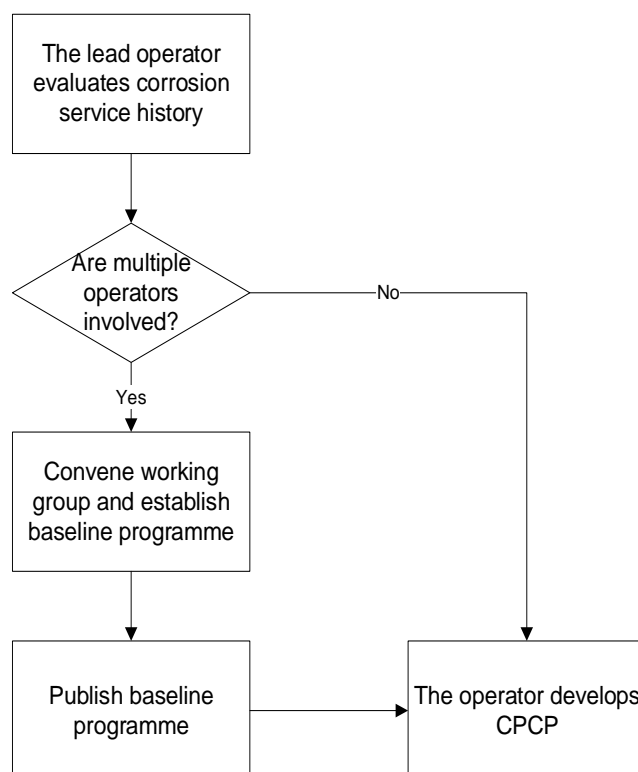 The lead operator
evaluates corrosion
service history
Are multiple
operators
involved?
No
Yes
Convene working
group and establish
baseline programme
Publish baseline
programme
The operator develops
CPCP